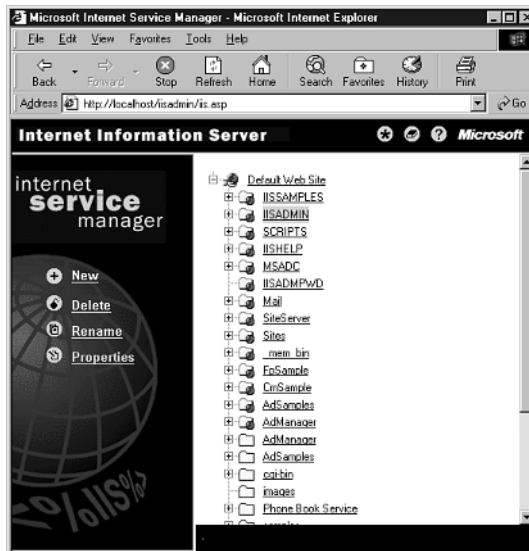 Microsoft Internet Service Manager - Microsoft Internet Explorer
File Edit View Favorites Tools Help
Back Forward Stop Refresh Home Search Favorites History Print
Address http://localhost/iisadmin/iis.asp Go
Internet Information Server Microsoft
internet
service
manager
New
Delete
Rename
Properties
<%IIS%>
Default Web Site
IISSAMPLES
IISADMIN
SCRIPTS
IISHELP
MSADC
IISADMPWD
Mail
SiteServer
Sites
_mem_bin
FpSample
CmSample
AdSamples
AdManager
AdManager
AdSamples
cgi-bin
images
Phone Book Service